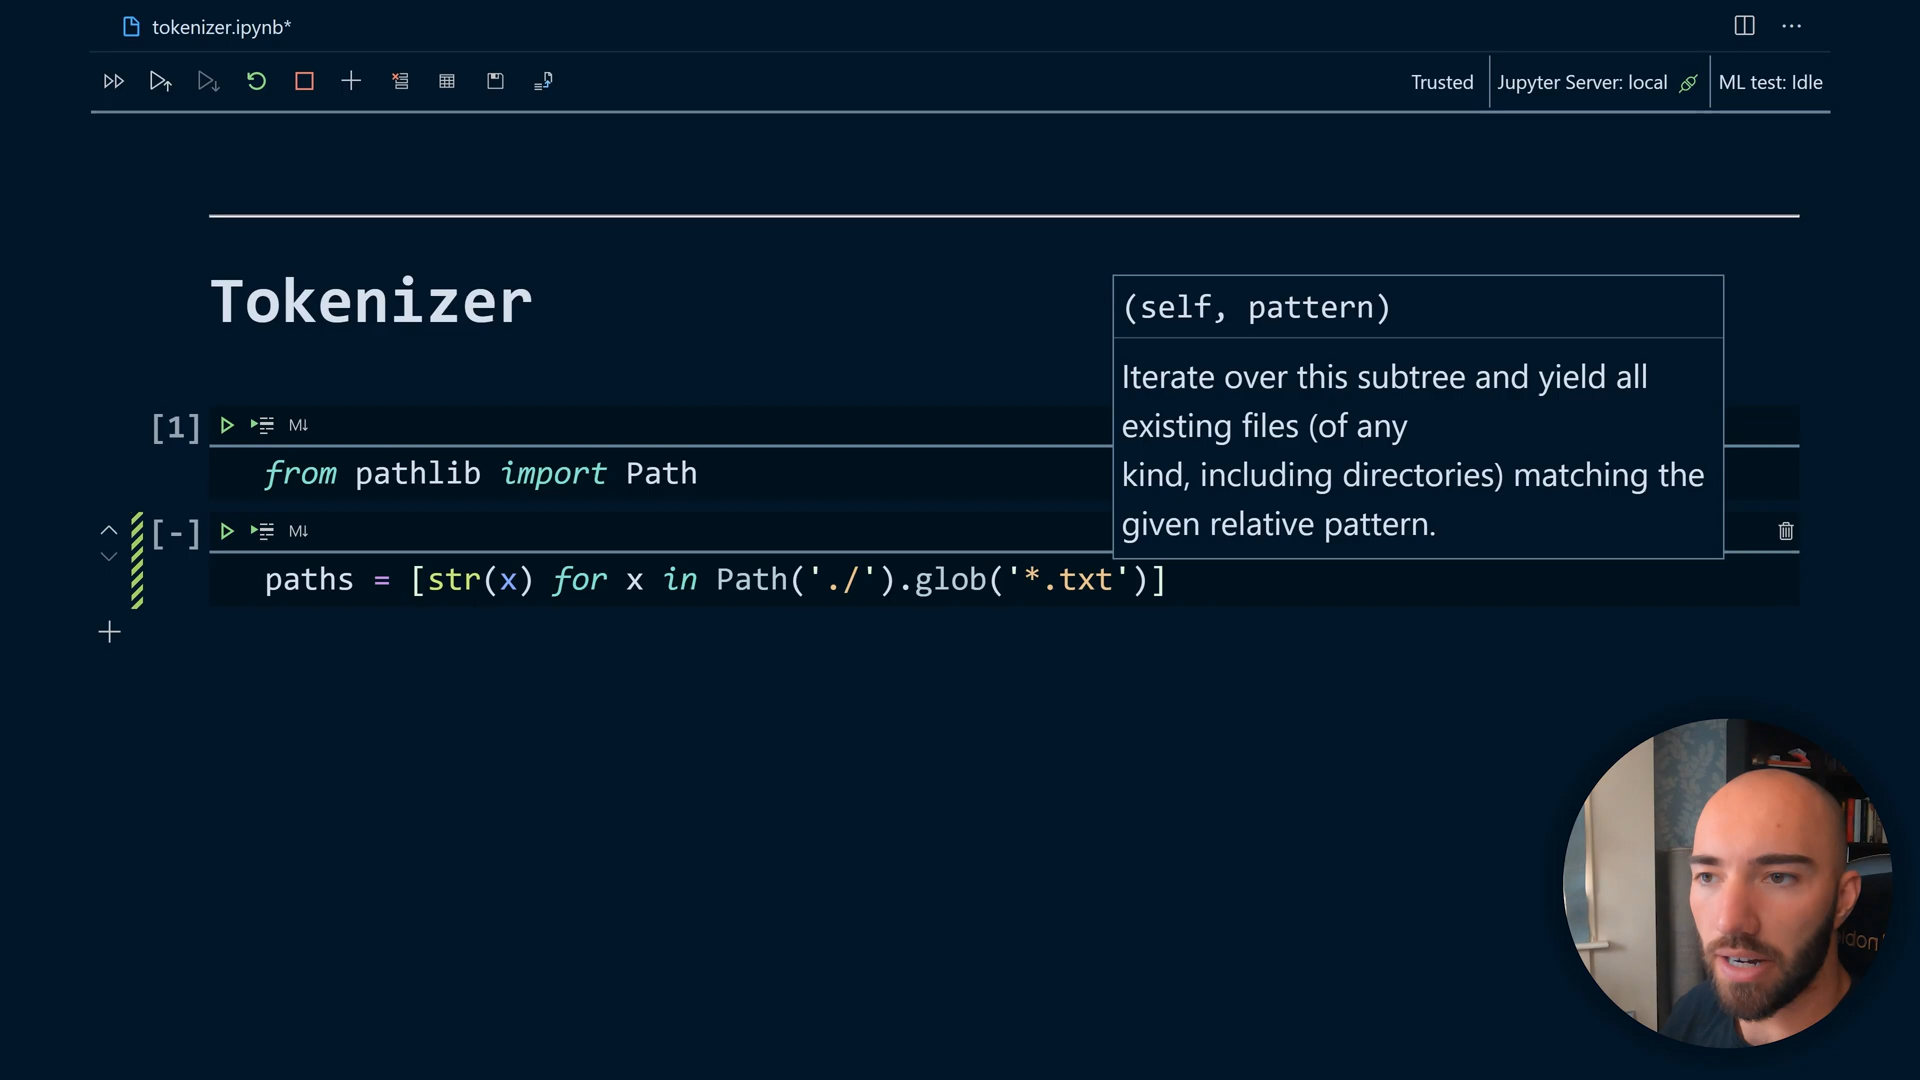 tokenizer.ipynb*
Trusted
Jupyter Server: local
ML test: Idle
Tokenizer
(self, pattern)
Iterate over this subtree and yield all
existing files (of any
kind, including directories) matching the
given relative pattern.
[1]
M↓
from pathlib import Path
[-]
M↓
paths = [str(x) for x in Path('./').glob('*.txt')]